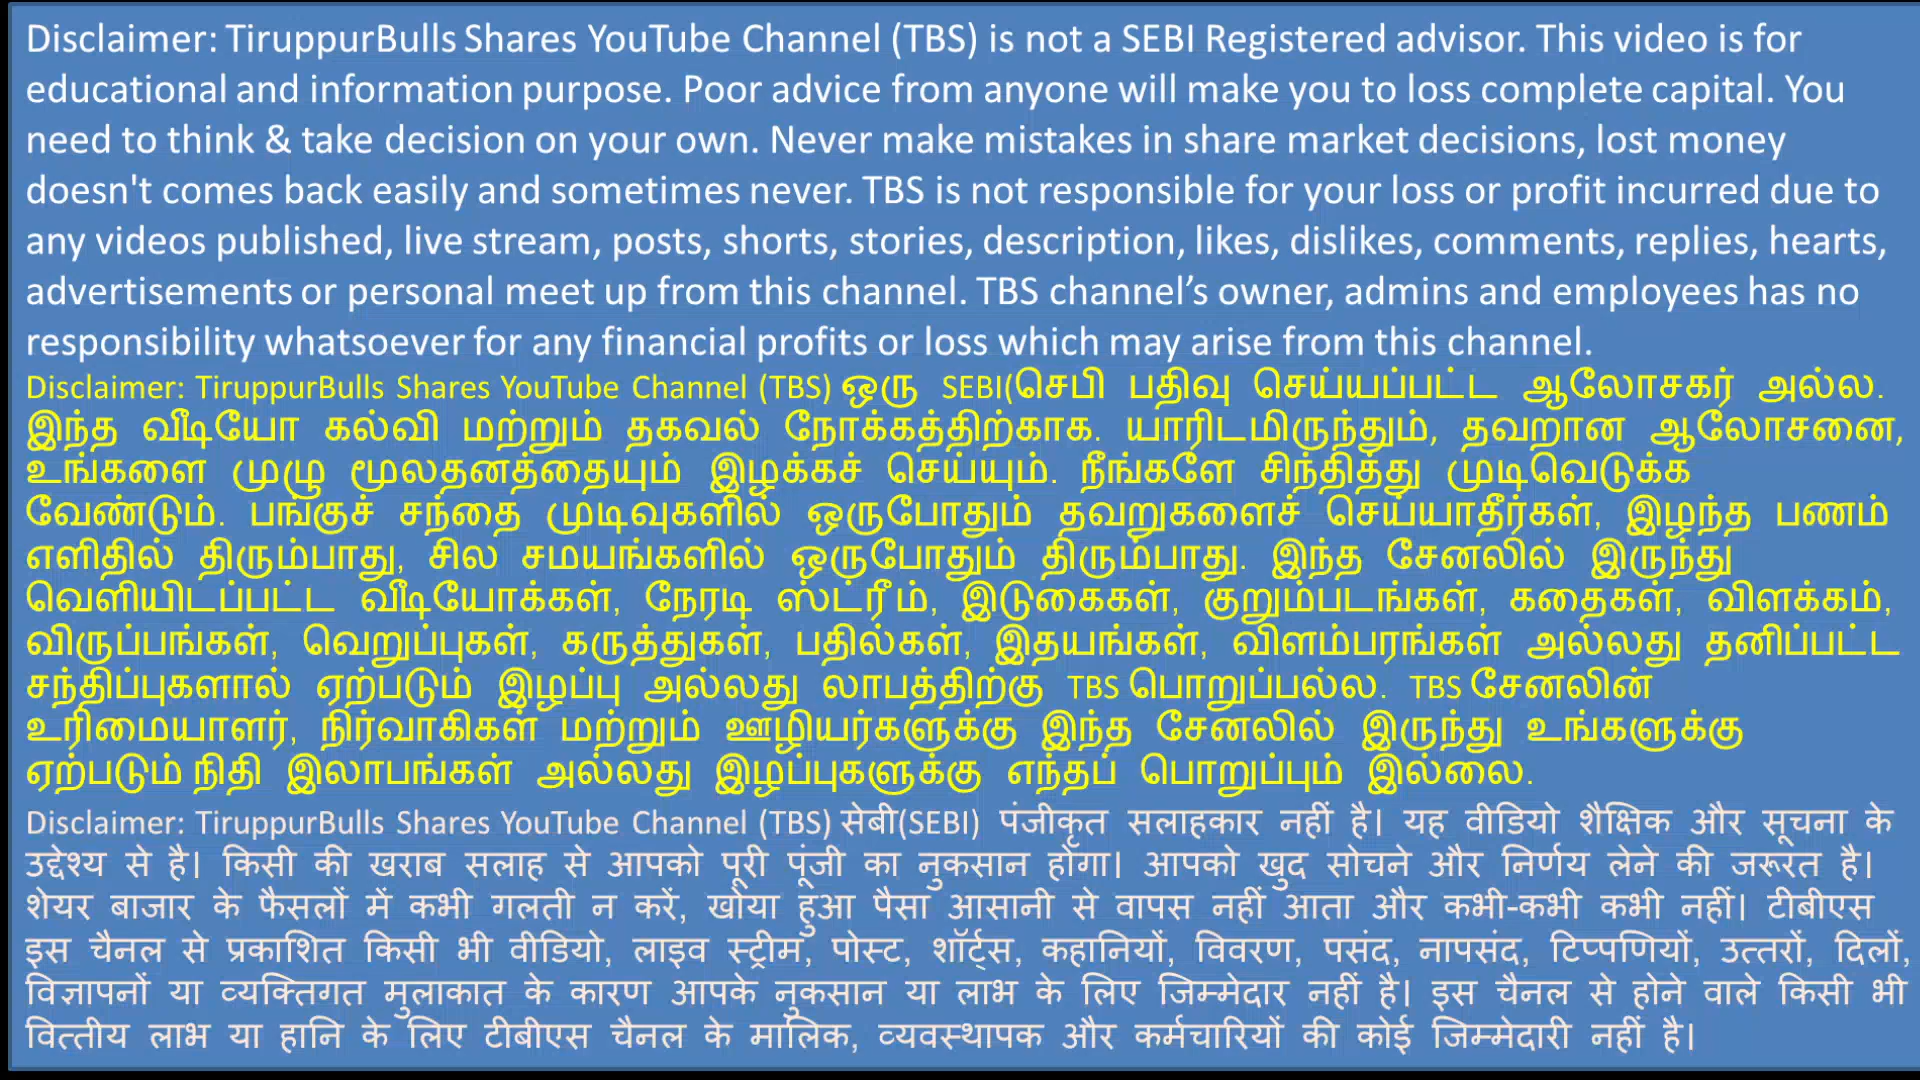 Disclaimer: TiruppurBulls Shares YouTube Channel (TBS) is not a SEBI Registered advisor. This video is for
educational and information purpose. Poor advice from anyone will make you to loss complete capital. You
need to think & take decision on your own. Never make mistakes in share market decisions, lost money
doesn't comes back easily and sometimes never. TBS is not responsible for your loss or profit incurred due to
any videos published, live stream, posts, shorts, stories, description, likes, dislikes, comments, replies, hearts,
advertisements or personal meet up from this channel. TBS channel’s owner, admins and employees has no
responsibility whatsoever for any financial profits or loss which may arise from this channel.
Disclaimer: TiruppurBulls Shares YouTube Channel (TBS) ஒரு SEBI(செபி பதிவு செய்யப்பட்ட ஆலோசகர் அல்ல.
இந்த வீடியோ கல்வி மற்றும் தகவல் நோக்கத்திற்காக. யாரிடமிருந்தும், தவறான ஆலோசனை,
உங்களை முழு மூலதனத்தையும் இழக்கச் செய்யும். நீங்களே சிந்தித்து முடிவெடுக்க
வேண்டும். பங்குச் சந்தை முடிவுகளில் ஒருபோதும் தவறுகளைச் செய்யாதீர்கள், இழந்த பணம்
எளிதில் திரும்பாது, சில சமயங்களில் ஒருபோதும் திரும்பாது. இந்த சேனலில் இருந்து
வெளியிடப்பட்ட வீடியோக்கள், நேரடி ஸ்ட்ரீம், இடுகைகள், குறும்படங்கள், கதைகள், விளக்கம்,
விருப்பங்கள், வெறுப்புகள், கருத்துகள், பதில்கள், இதயங்கள், விளம்பரங்கள் அல்லது தனிப்பட்ட
சந்திப்புகளால் ஏற்படும் இழப்பு அல்லது லாபத்திற்கு TBS பொறுப்பல்ல. TBS சேனலின்
உரிமையாளர், நிர்வாகிகள் மற்றும் ஊழியர்களுக்கு இந்த சேனலில் இருந்து உங்களுக்கு
ஏற்படும் நிதி இலாபங்கள் அல்லது இழப்புகளுக்கு எந்தப் பொறுப்பும் இல்லை.
Disclaimer: TiruppurBulls Shares YouTube Channel (TBS) सेबी(SEBI) पंजीकृत सलाहकार नहीं है। यह वीडियो शैक्षिक और सूचना के
उद्देश्य से है। किसी की खराब सलाह से आपको पूरी पूंजी का नुकसान होगा। आपको खुद सोचने और निर्णय लेने की जरूरत है।
शेयर बाजार के फैसलों में कभी गलती न करें, खोया हुआ पैसा आसानी से वापस नहीं आता और कभी-कभी कभी नहीं। टीबीएस
इस चैनल से प्रकाशित किसी भी वीडियो, लाइव स्ट्रीम, पोस्ट, शॉर्ट्स, कहानियों, विवरण, पसंद, नापसंद, टिप्पणियों, उत्तरों, दिलों,
विज्ञापनों या व्यक्तिगत मुलाकात के कारण आपके नुकसान या लाभ के लिए जिम्मेदार नहीं है। इस चैनल से होने वाले किसी भी
वित्तीय लाभ या हानि के लिए टीबीएस चैनल के मालिक, व्यवस्थापक और कर्मचारियों की कोई जिम्मेदारी नहीं है।